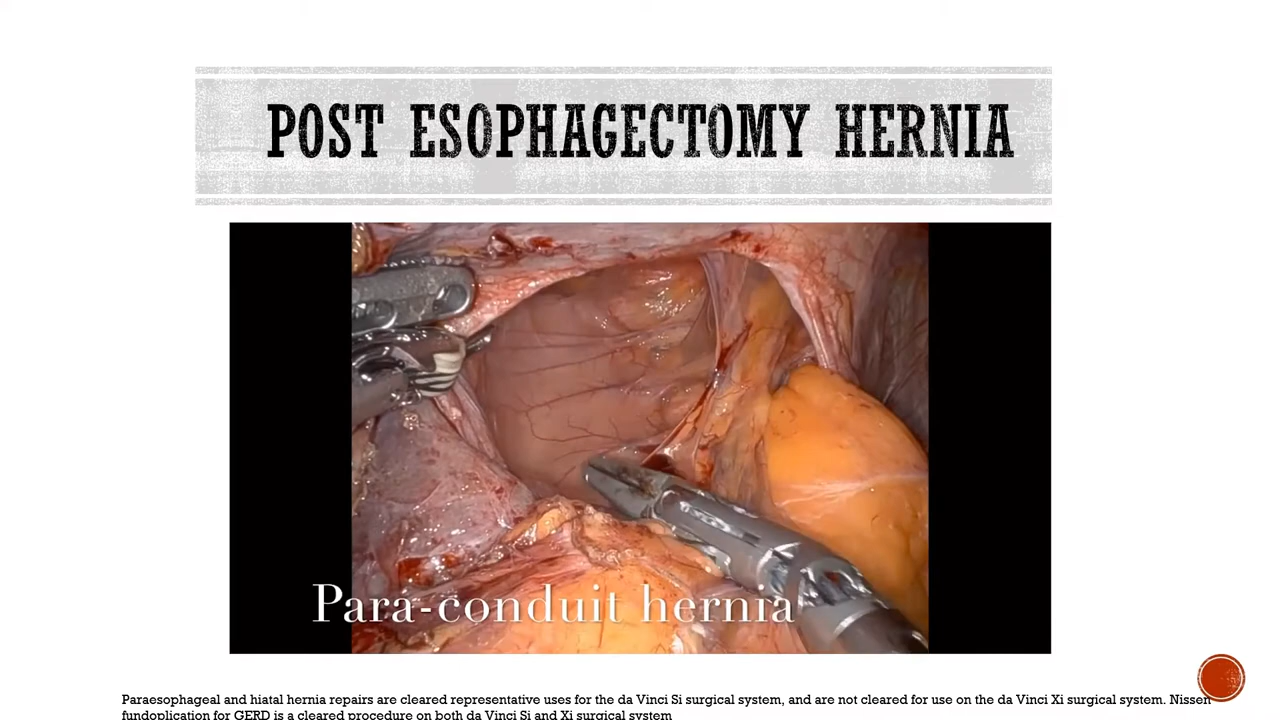 POST ESOPHAGECTOMY HERNIA
Para-conduit hernia
Paraesophageal and hiatal hernia repairs are cleared representative uses for the da Vinci Si surgical system, and are not cleared for use on the da Vinci Xi surgical system. Nissen
fundoplication for GERD is a cleared procedure on both da Vinci Si and Xi surgical system